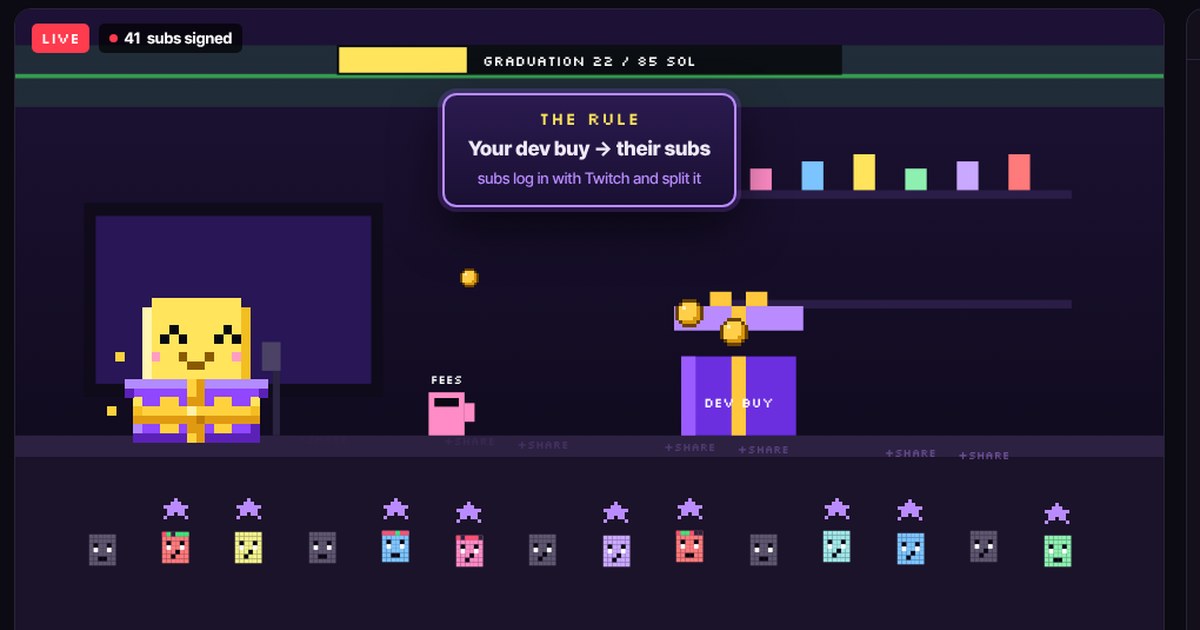 LIVE
41 subs signed
GRADUATION 22 / 85 SOL
THE RULE
Your dev buy → their subs
subs log in with Twitch and split it
FEES
DEV BUY
+SHARE
+SHARE
+SHARE
+SHARE
+SHARE
+SHARE